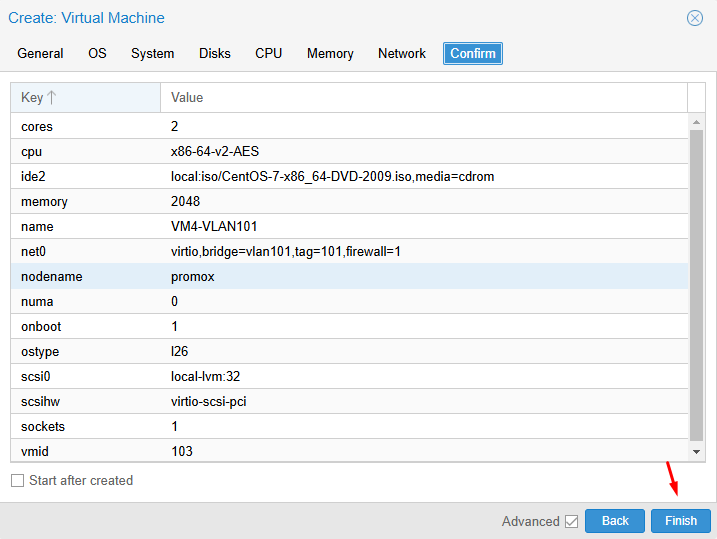 Create: Virtual Machine
General OS System Disks CPU Memory Network Confirm
Key Value
cores 2
cpu x86-64-v2-AES
ide2 local:iso/CentOS-7-x86_64-DVD-2009.iso,media=cdrom
memory 2048
name VM4-VLAN101
net0 virtio,bridge=vlan101,tag=101,firewall=1
nodename promox
numa 0
onboot 1
ostype l26
scsi0 local-lvm:32
scsihw virtio-scsi-pci
sockets 1
vmid 103
Start after created
Advanced Back Finish